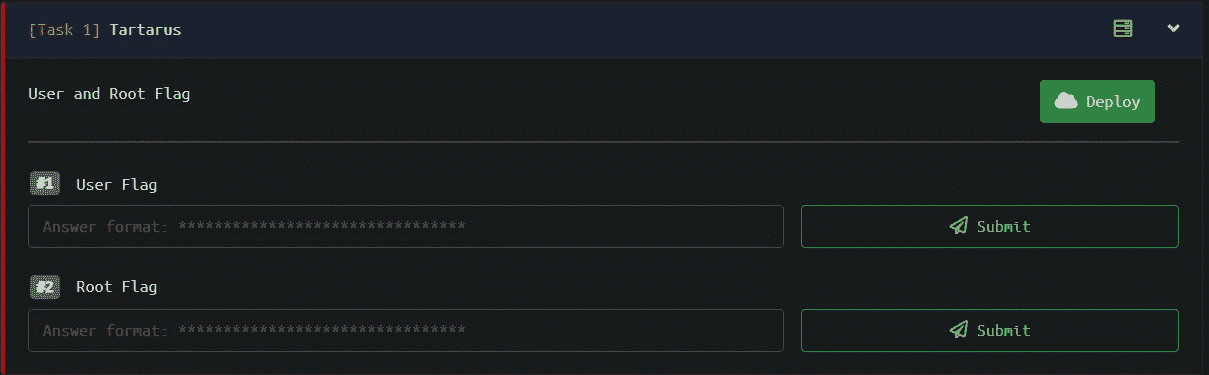 [Task 1] Tartarus
User and Root Flag
Deploy
#1 User Flag
Answer format: ********************************
Submit
#2 Root Flag
Answer format: ********************************
Submit